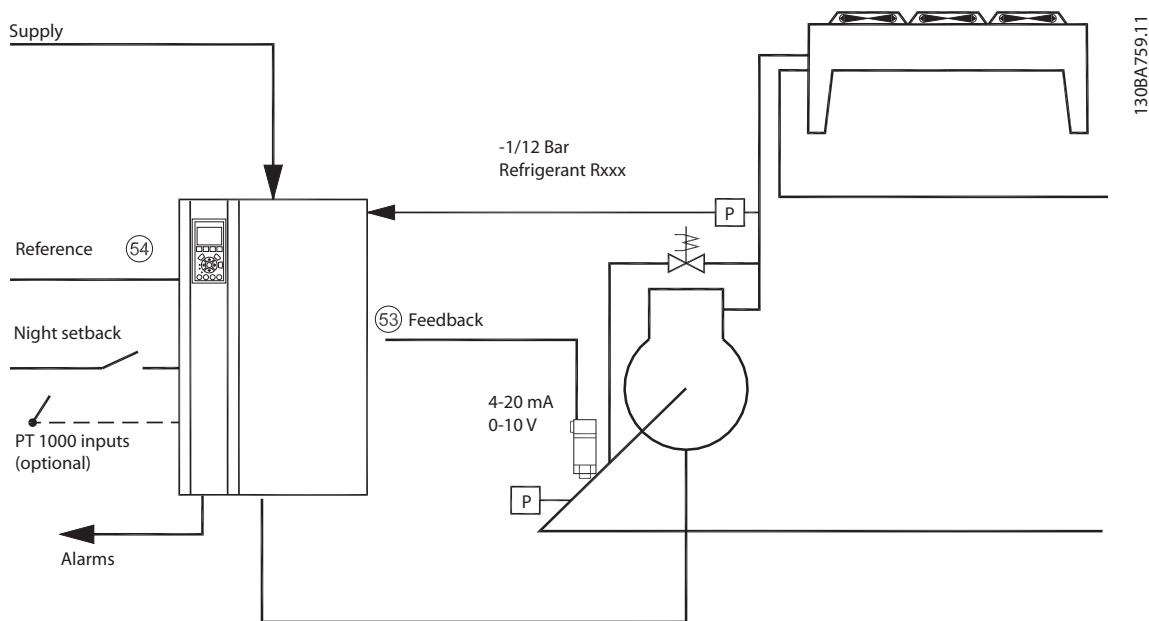 Supply
130BA759.11
-1/12 Bar
Refrigerant Rxxx
P
Reference 54
53 Feedback
Night setback
4-20 mA
0-10 V
PT 1000 inputs
(optional)
P
Alarms